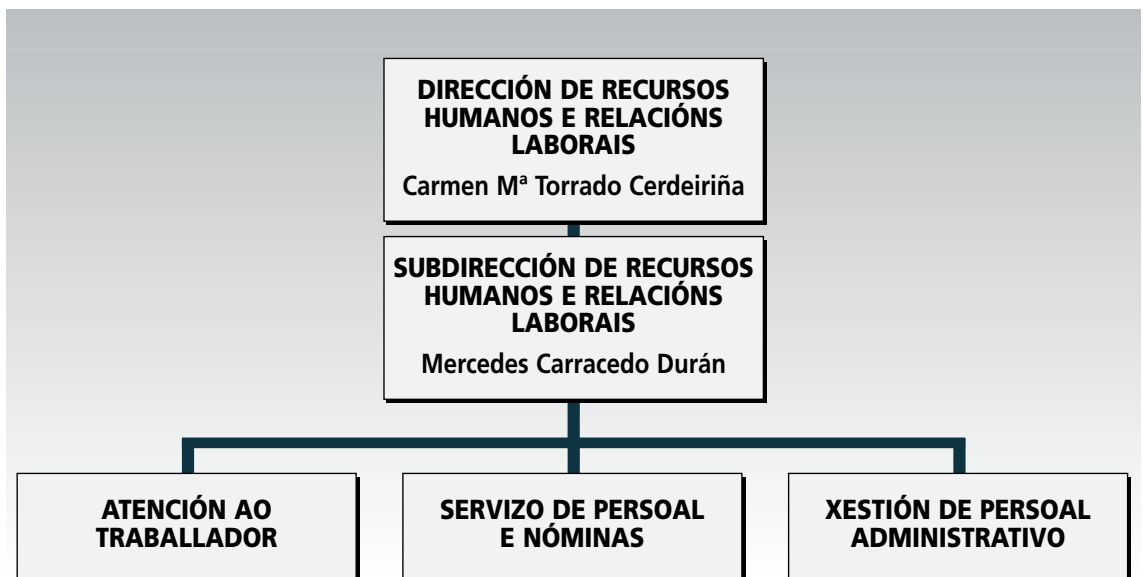 DIRECCIÓN DE RECURSOS
HUMANOS E RELACIÓNS
LABORAIS
Carmen Mª Torrado Cerdeiriña
SUBDIRECCIÓN DE RECURSOS
HUMANOS E RELACIÓNS
LABORAIS
Mercedes Carracedo Durán
ATENCIÓN AO
TRABALLADOR
SERVIZO DE PERSOAL
E NÓMINAS
XESTIÓN DE PERSOAL
ADMINISTRATIVO